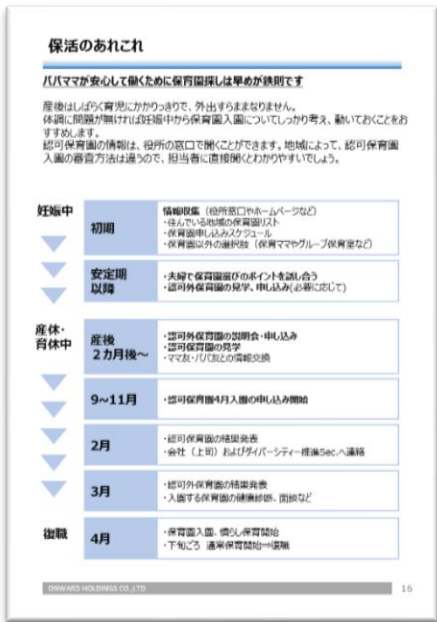 保活のあれこれ
パパママが安心して働くために保育園探しは早めが鉄則です
産後はしばらく育児にかかりっきりで、外出すらままなりません。
体調に問題が無ければ妊娠中から保育園入園についてしっかり考え、動いておくことをお
すすめします。
認可保育園の情報は、役所の窓口で聞くことができます。地域によって、認可保育園
入園の審査方法は違うので、担当者に直接聞くとわかりやすいでしょう。
妊娠中
初期
情報収集(役所窓口やホームページなど)
・住んでいる地域の保育園リスト
・保育園申し込みスケジュール
・保育園以外の選択肢(保育ママやグループ保育室など)
安定期
以降
・夫婦で保育園選びのポイントを話し合う
・認可外保育園の見学、申し込み(必要に応じて)
産休・
育休中
産後
2カ月後~
・認可外保育園の説明会・申し込み
・認可保育園の見学
・ママ友・パパ友との情報交換
9~11月
・認可保育園4月入園の申し込み開始
2月
・認可保育園の結果発表
・会社(上司)およびダイバーシティー推進Sec.へ連絡
3月
・認可外保育園の結果発表
・入園する保育園の健康診断、面談など
復職
4月
・保育園入園、慣らし保育開始
・下旬ごろ 通常保育開始⇒復職
ONWARD HOLDINGS CO.,LTD
16